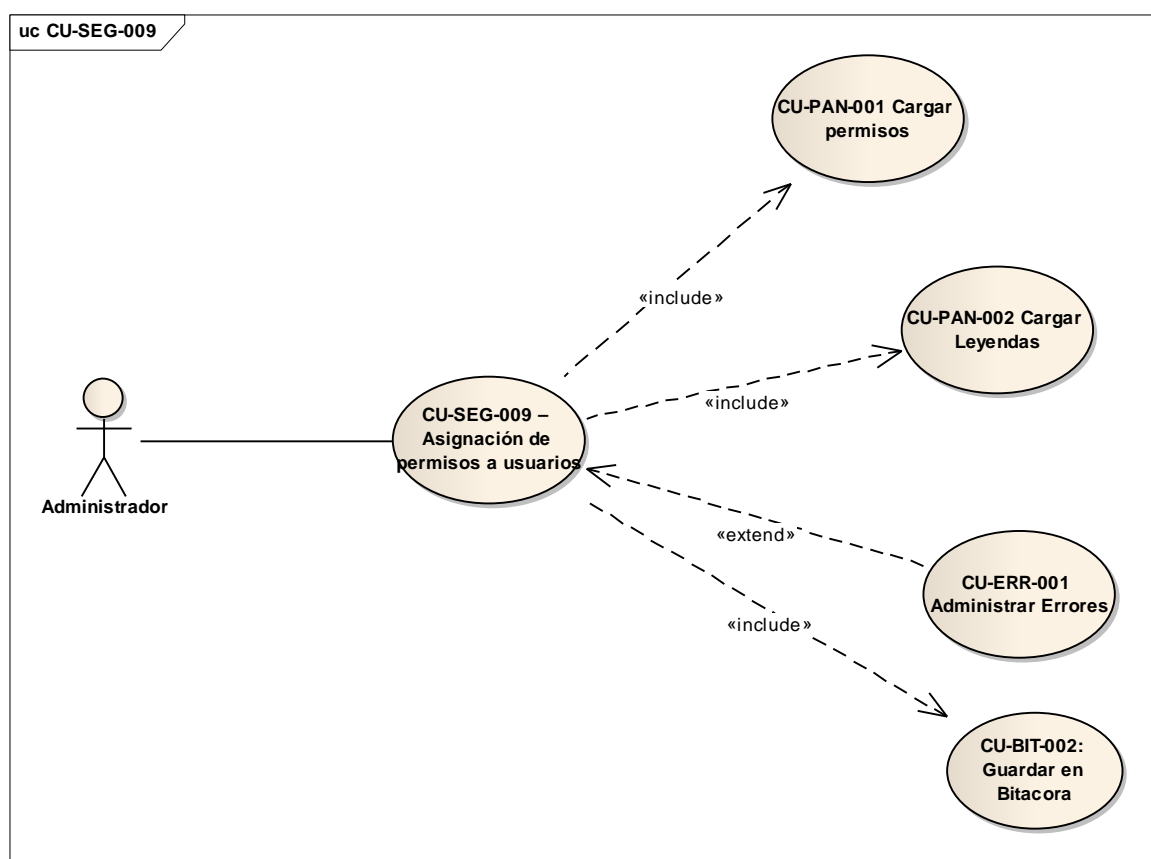 uc CU-SEG-009
CU-PAN-001 Cargar
permisos
«include»
CU-PAN-002 Cargar
Leyendas
«include»
CU-SEG-009 –
Asignación de
permisos a usuarios
Administrador
«extend»
CU-ERR-001
Administrar Errores
«include»
CU-BIT-002:
Guardar en
Bitacora